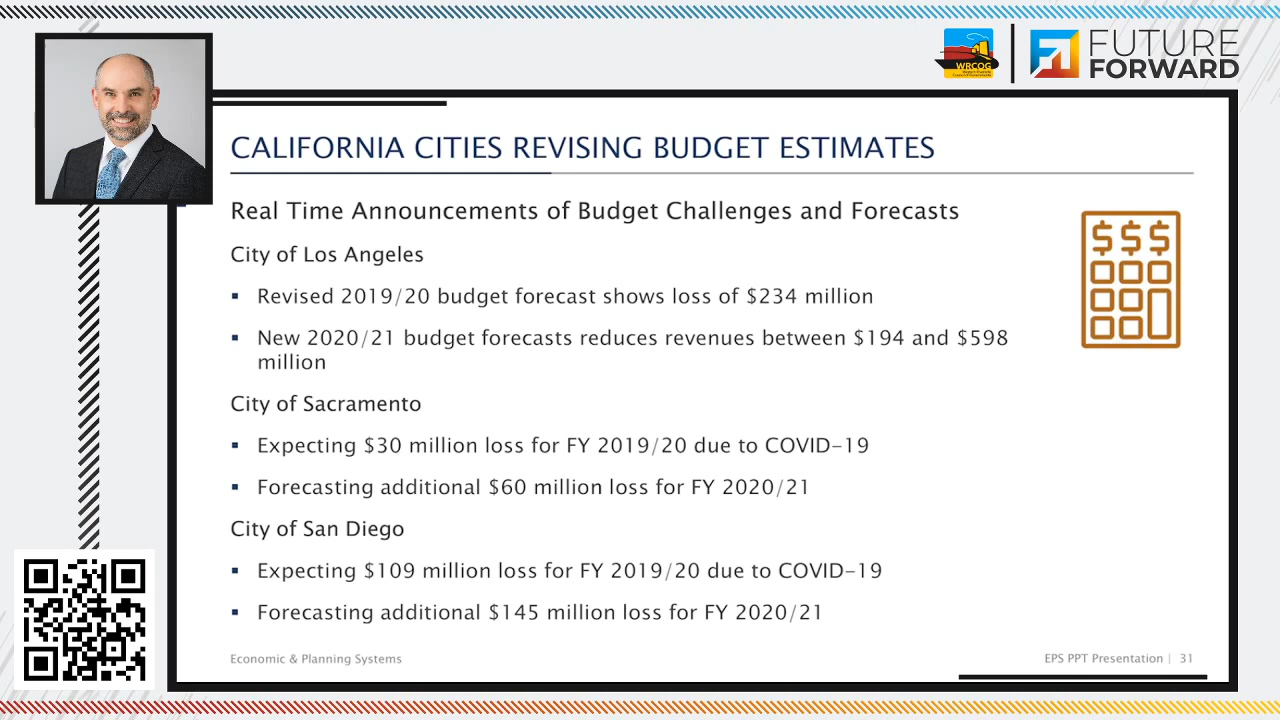 WRCOG
FUTURE
FORWARD
CALIFORNIA CITIES REVISING BUDGET ESTIMATES
Real Time Announcements of Budget Challenges and Forecasts
$ $ $
City of Los Angeles
▪ Revised 2019/20 budget forecast shows loss of $234 million
▪ New 2020/21 budget forecasts reduces revenues between $194 and $598
million
City of Sacramento
▪ Expecting $30 million loss for FY 2019/20 due to COVID-19
▪ Forecasting additional $60 million loss for FY 2020/21
City of San Diego
▪ Expecting $109 million loss for FY 2019/20 due to COVID-19
▪ Forecasting additional $145 million loss for FY 2020/21
Economic & Planning Systems
EPS PPT Presentation | 31